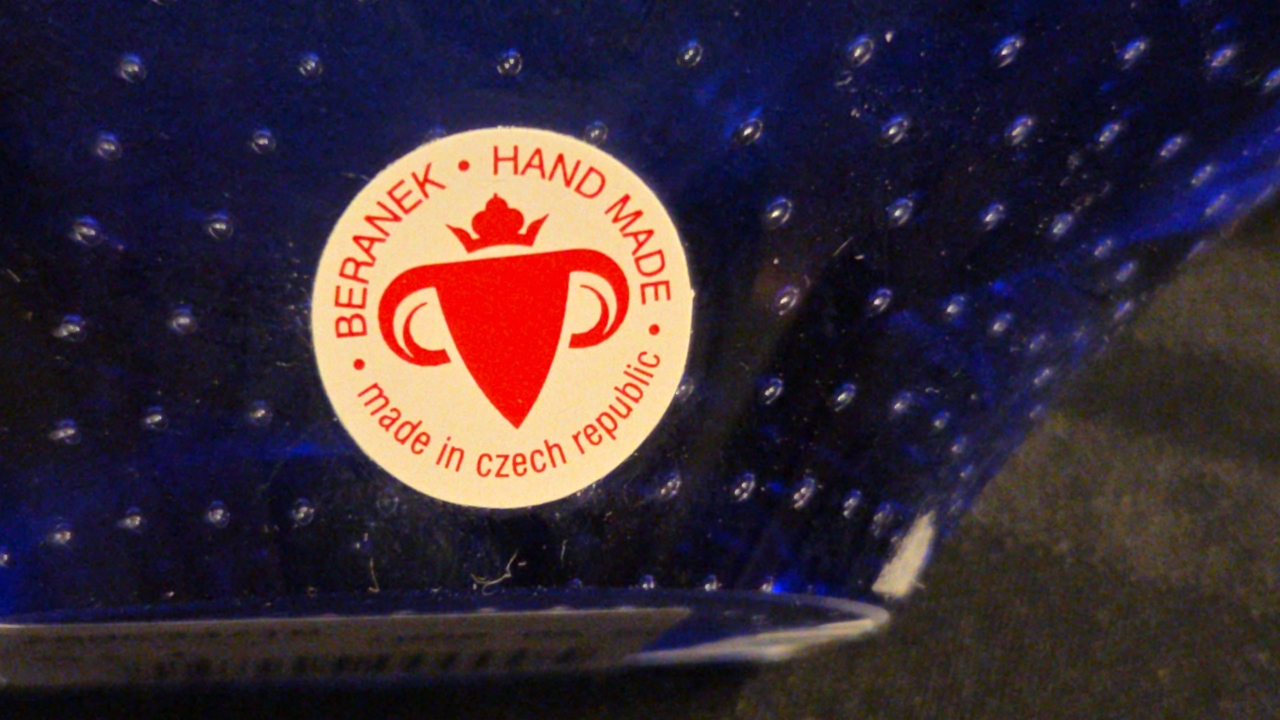 BERANEK • HAND MADE •
made in czech republic •